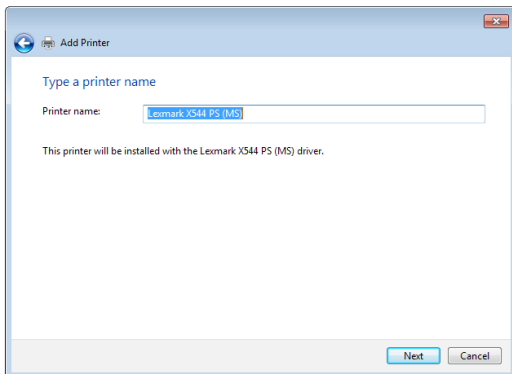 Add Printer
Type a printer name
Printer name: Lexmark X544 PS (MS)
This printer will be installed with the Lexmark X544 PS (MS) driver.
Next Cancel